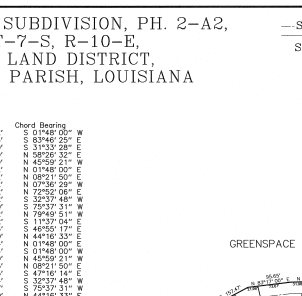 SUBDIVISION, PH. 2-A2,
T-7-S, R-10-E,
LAND DISTRICT,
PARISH, LOUISIANA
S
S
Chord Bearing
S 01°48'00" W
S 83°46'25" E
S 31°33'28" E
N 58°26'32" E
N 45°59'21" W
N 01°48'00" E
N 08°21'50" E
N 07°36'29" W
N 72°52'06" E
S 32°37'48" W
S 75°37'31" W
N 79°49'51" W
S 11°37'04" E
S 46°55'17" E
N 44°16'33" E
N 01°48'00" E
S 01°48'00" W
N 45°59'21" W
N 08°21'50" E
S 47°16'14" E
S 32°37'48" W
S 75°37'31" W
N 44°16'33" E
GREENSPACE